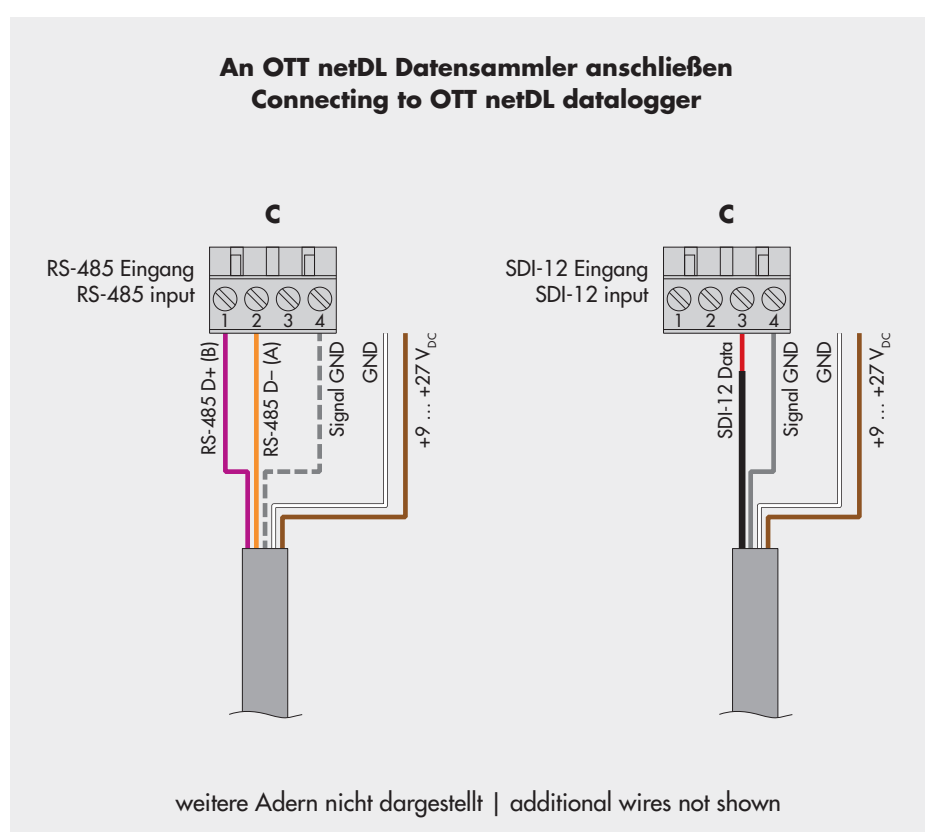 An OTT netDL Datensammler anschließen
Connecting to OTT netDL datalogger
C
RS-485 Eingang
RS-485 input
1 2 3 4
RS-485 D+ (B)
RS-485 D– (A)
Signal GND
GND
+9 … +27 VDC
C
SDI-12 Eingang
SDI-12 input
1 2 3 4
SDI-12 Data
Signal GND
GND
+9 … +27 VDC
weitere Adern nicht dargestellt | additional wires not shown